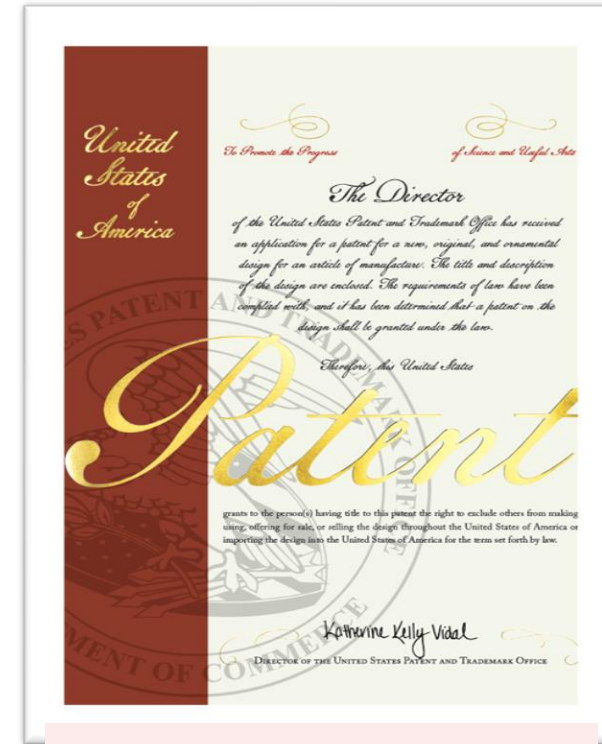 United
States
of
America
To Promote the Progress
of Science and Useful Arts
The Director
of the United States Patent and Trademark Office has received
an application for a patent for a new, original, and ornamental
design for an article of manufacture. The title and description
of the design are enclosed. The requirements of law have been
complied with, and it has been determined that a patent on the
design shall be granted under the law.
Therefore, this United States
Patent
grants to the person(s) having title to this patent the right to exclude others from making
using, offering for sale, or selling the design throughout the United States of America or
importing the design into the United States of America for the term set forth by law.
Katherine Kelly Vidal
DIRECTOR OF THE UNITED STATES PATENT AND TRADEMARK OFFICE
S PATENT AND TRADEMARK OFFICE
MENT OF COMMERCE